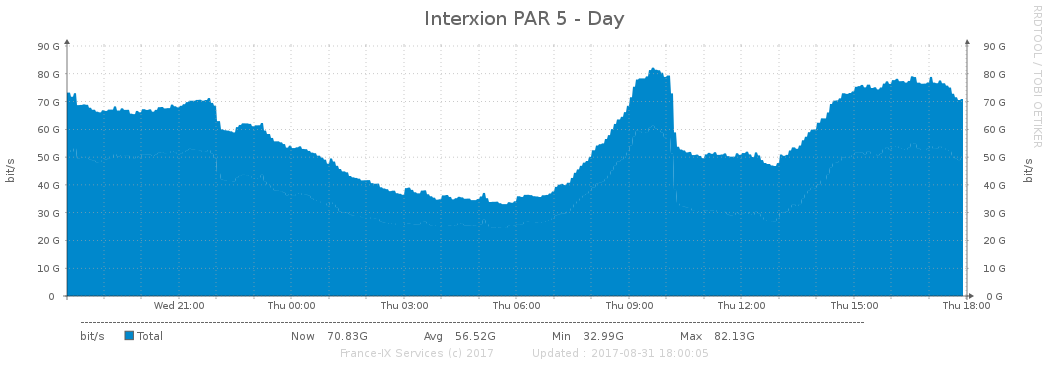 Interxion PAR 5 - Day
RRDTOOL / TOBI OETIKER
90 G 90 G
80 G 80 G
70 G 70 G
60 G 60 G
50 G 50 G
40 G 40 G
30 G 30 G
20 G 20 G
10 G 10 G
0 0 G
bit/s
bit/s
Wed 21:00 Thu 00:00 Thu 03:00 Thu 06:00 Thu 09:00 Thu 12:00 Thu 15:00 Thu 18:00
bit/s Total Now 70.83G Avg 56.52G Min 32.99G Max 82.13G
France-IX Services (c) 2017 Updated : 2017-08-31 18:00:05